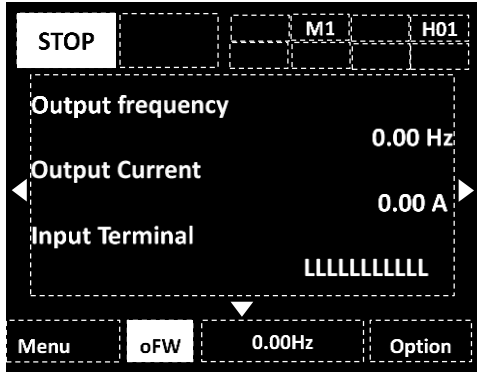 STOP M1 H01
Output frequency
0.00 Hz
Output Current
0.00 A
Input Terminal
LLLLLLLLLLL
Menu oFW 0.00Hz Option